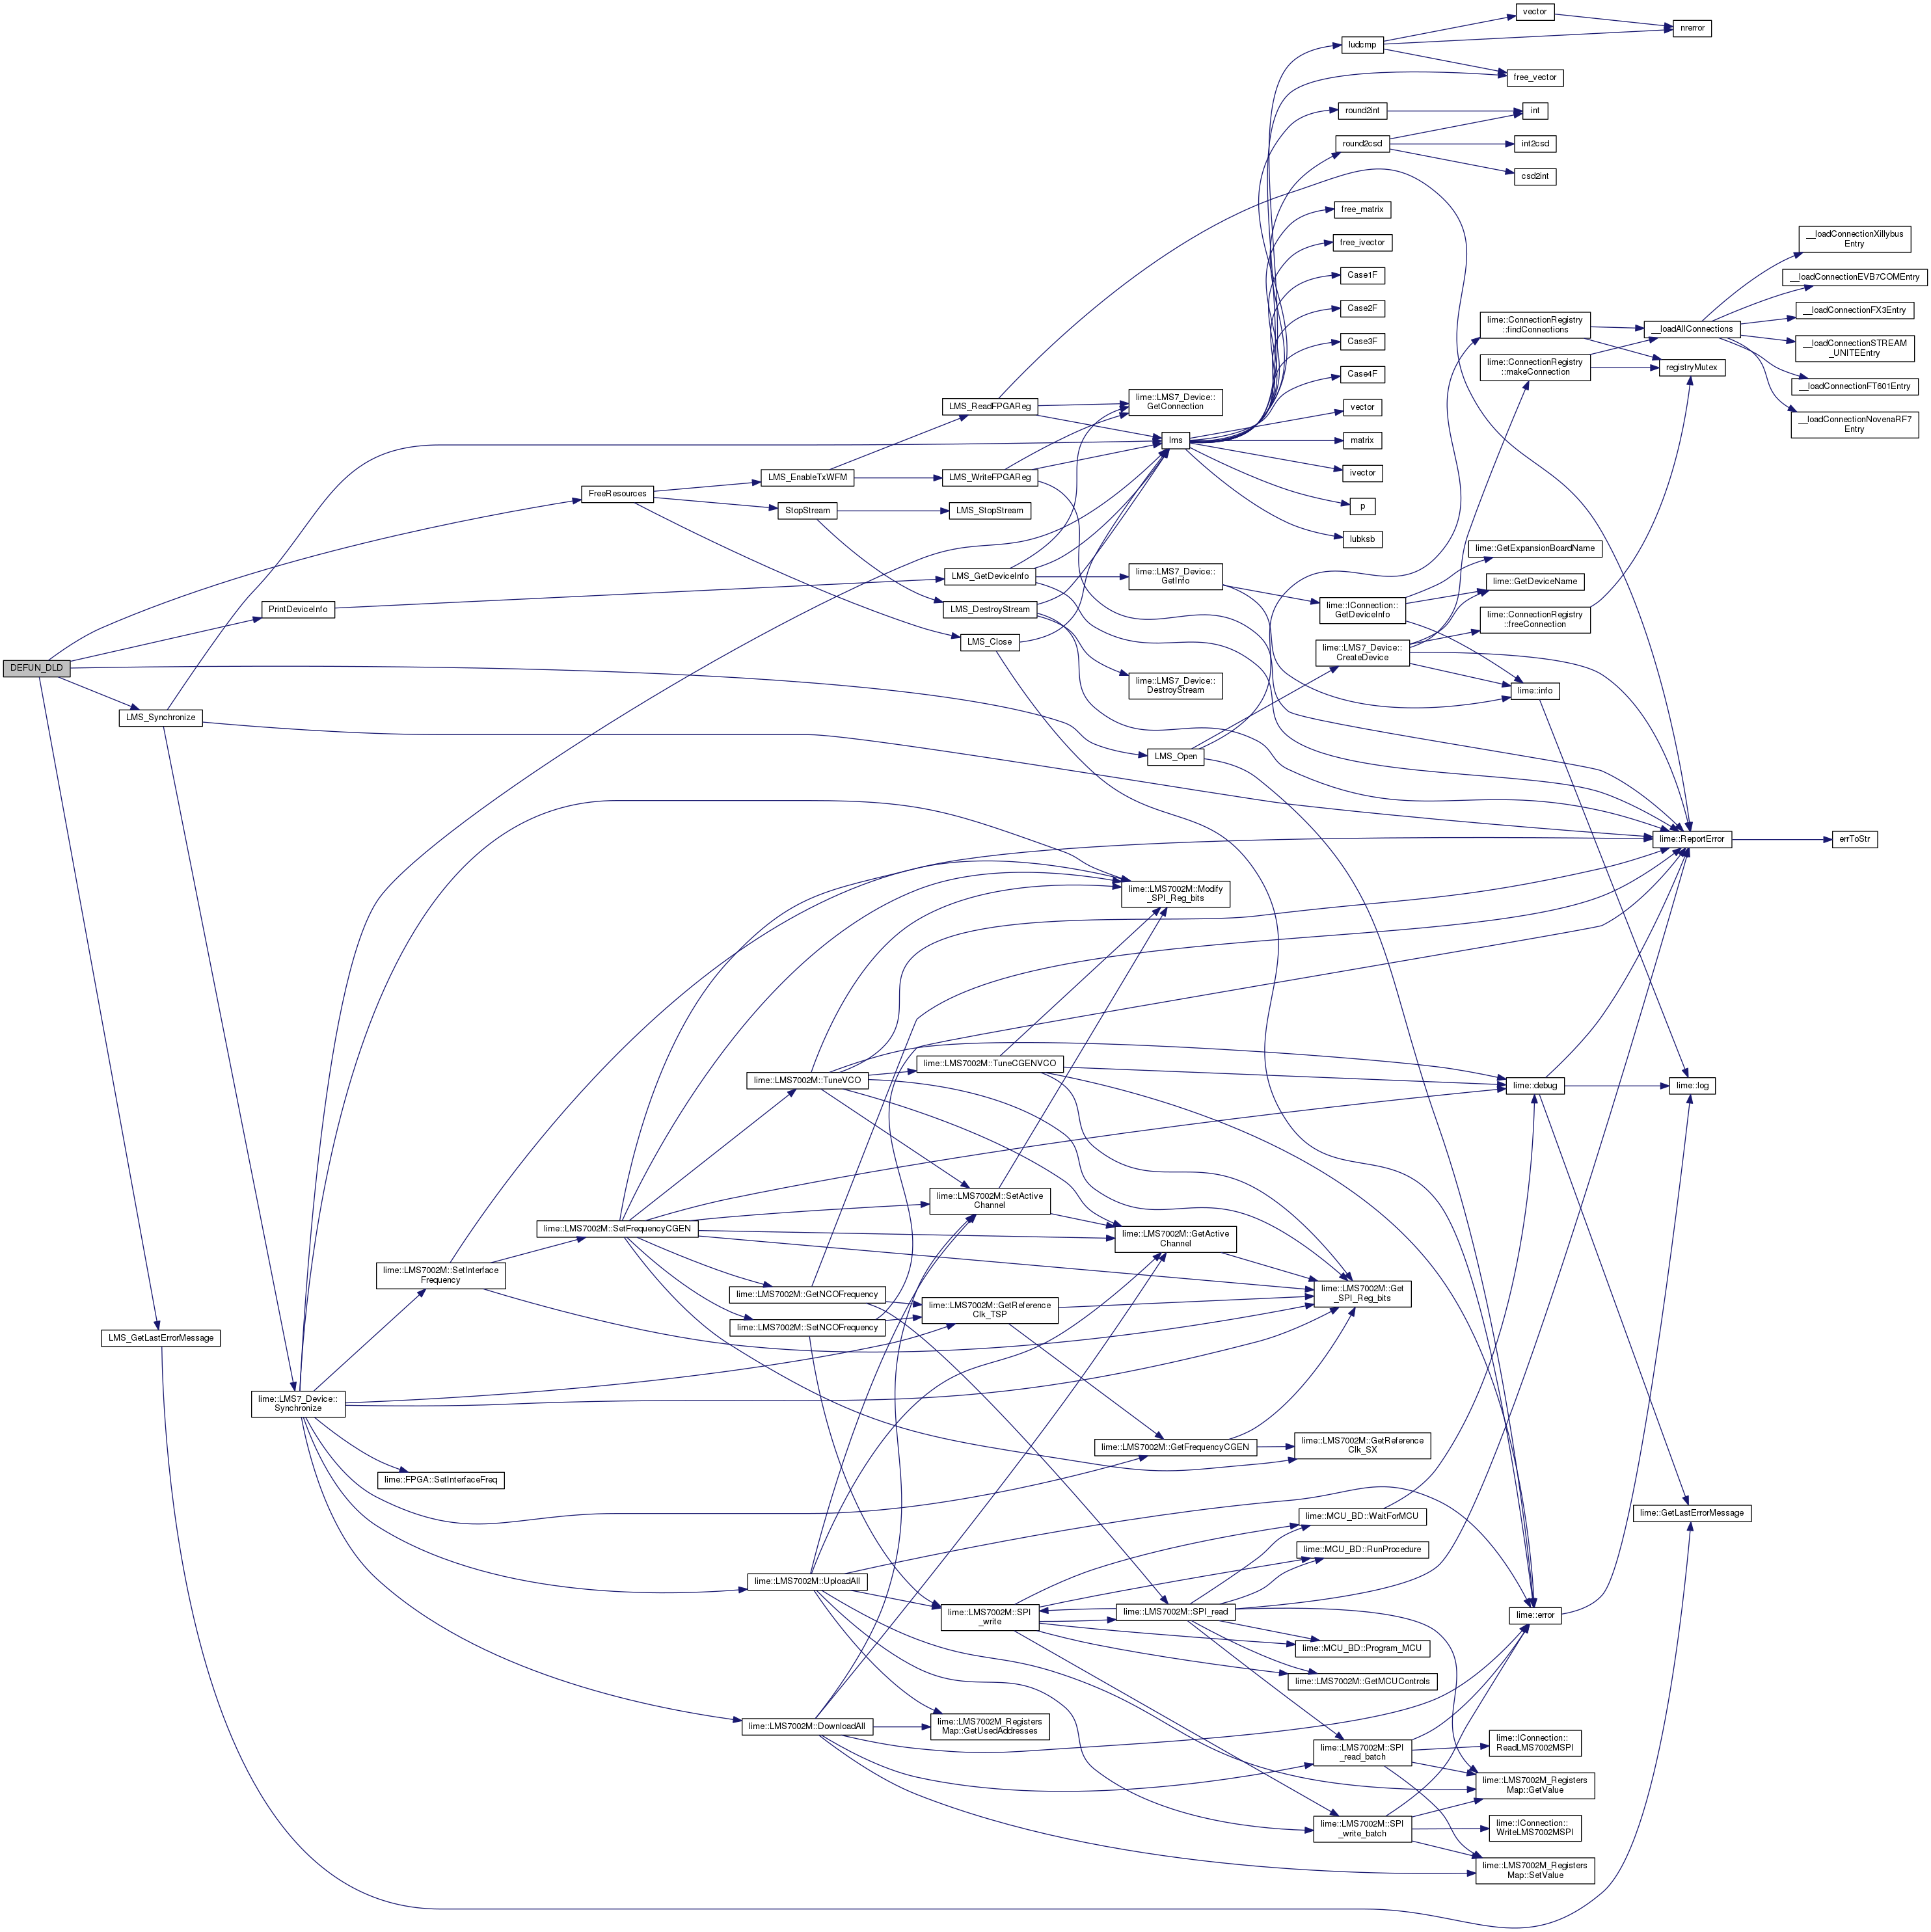 vector
nrerror
ludcmp
free_vector
round2int
int
round2csd
int2csd
csd2int
free_matrix
free_ivector
__loadConnectionXillybus
Entry
Case1F
__loadConnectionEVB7COMEntry
Case2F
__loadConnectionFX3Entry
lime::ConnectionRegistry
::findConnections
__loadAllConnections
Case3F
__loadConnectionSTREAM
_UNITEEntry
lime::ConnectionRegistry
::makeConnection
registryMutex
Case4F
__loadConnectionFT601Entry
lime::LMS7_Device::
GetConnection
LMS_ReadFPGAReg
vector
__loadConnectionNovenaRF7
Entry
lms
matrix
LMS_EnableTxWFM
LMS_WriteFPGAReg
ivector
FreeResources
StopStream
LMS_StopStream
p
lubksb
lime::GetExpansionBoardName
LMS_GetDeviceInfo
lime::LMS7_Device::
GetInfo
lime::GetDeviceName
PrintDeviceInfo
LMS_DestroyStream
lime::IConnection::
GetDeviceInfo
lime::ConnectionRegistry
::freeConnection
LMS_Close
lime::LMS7_Device::
CreateDevice
DEFUN_DLD
lime::LMS7_Device::
DestroyStream
lime::info
LMS_Synchronize
LMS_Open
lime::ReportError
errToStr
lime::LMS7002M::Modify
_SPI_Reg_bits
lime::LMS7002M::TuneCGENVCO
lime::LMS7002M::TuneVCO
lime::debug
lime::log
lime::LMS7002M::SetActive
Channel
lime::LMS7002M::SetFrequencyCGEN
lime::LMS7002M::GetActive
Channel
lime::LMS7002M::SetInterface
Frequency
lime::LMS7002M::GetNCOFrequency
lime::LMS7002M::Get
_SPI_Reg_bits
lime::LMS7002M::GetReference
Clk_TSP
lime::LMS7002M::SetNCOFrequency
LMS_GetLastErrorMessage
lime::LMS7_Device::
Synchronize
lime::LMS7002M::GetFrequencyCGEN
lime::LMS7002M::GetReference
Clk_SX
lime::FPGA::SetInterfaceFreq
lime::GetLastErrorMessage
lime::MCU_BD::WaitForMCU
lime::MCU_BD::RunProcedure
lime::LMS7002M::UploadAll
lime::LMS7002M::SPI
_write
lime::LMS7002M::SPI_read
lime::error
lime::MCU_BD::Program_MCU
lime::LMS7002M::GetMCUControls
lime::LMS7002M::DownloadAll
lime::LMS7002M_Registers
Map::GetUsedAddresses
lime::LMS7002M::SPI
_read_batch
lime::IConnection::
ReadLMS7002MSPI
lime::LMS7002M_Registers
Map::GetValue
lime::LMS7002M::SPI
_write_batch
lime::IConnection::
WriteLMS7002MSPI
lime::LMS7002M_Registers
Map::SetValue